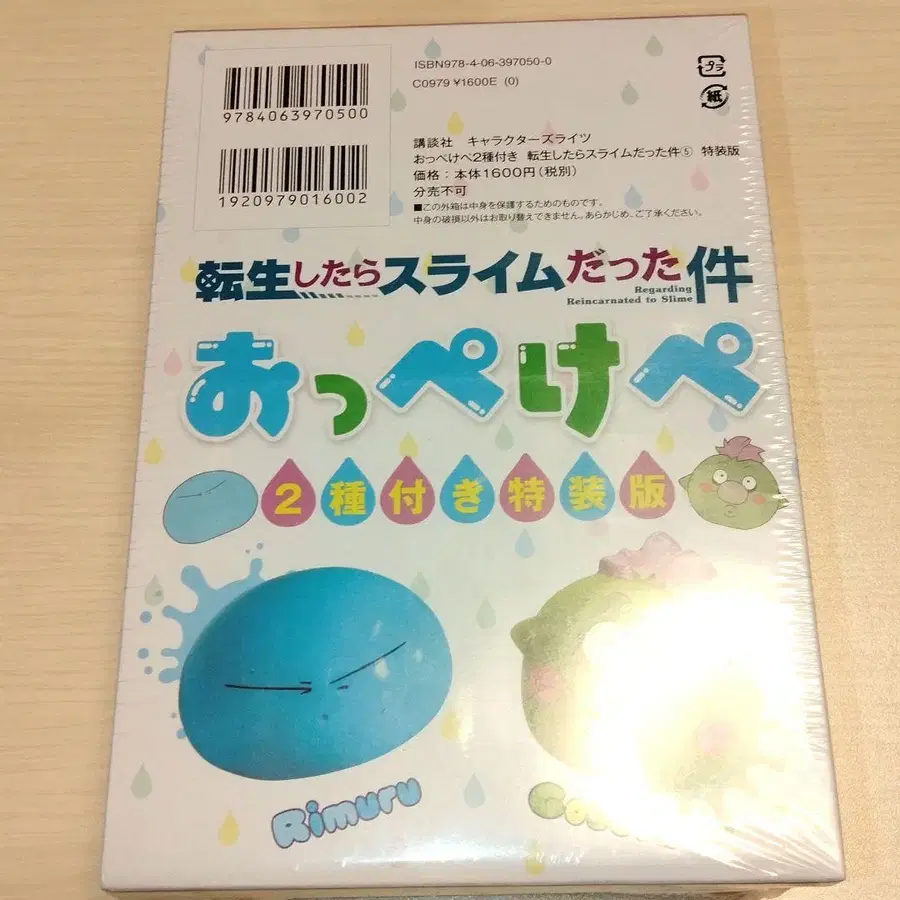 ISBN978-4-06-397050-0
C0979 ¥1600E (0)
9784063970500
1920979016002
プラ
紙
講談社 キャラクターズライツ
おっぺけぺ2種付き 転生したらスライムだった件⑤ 特装版
価格:本体1600円(税別)
分売不可
■この外箱は中身を保護するためのものです。
中身の破損以外はお取り替えできません。あらかじめ、ご了承ください。
転生したらスライムだった件
Regarding
Reincarnated to Slime
おっぺけぺ
2種付き特装版
Rimuru